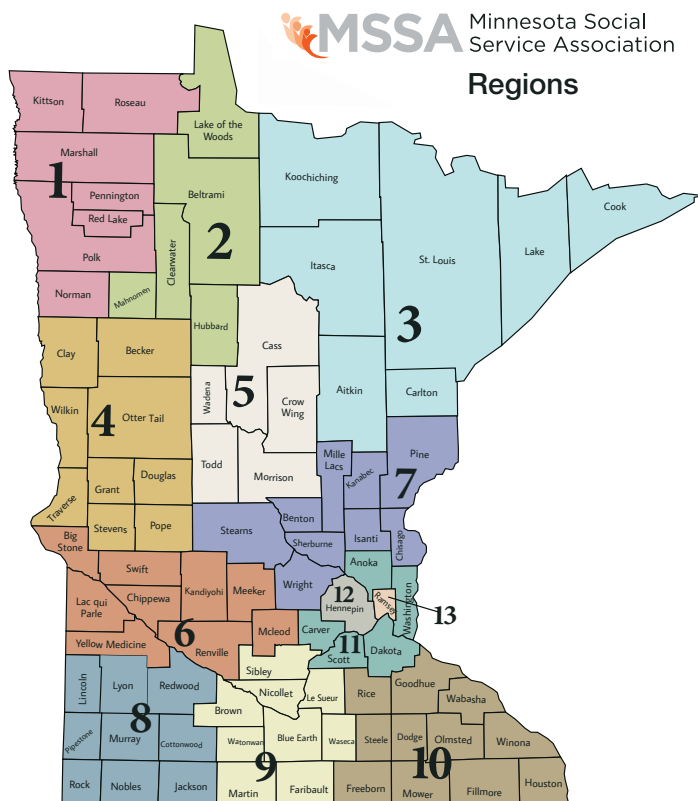 MSSA Minnesota Social
Service Association
Regions
Kittson
Roseau
Lake of the
Woods
Marshall
1
Pennington
Red Lake
Polk
Norman
Mahnomen
Beltrami
2
Clearwater
Hubbard
Koochiching
Itasca
St. Louis
Lake
Cook
3
Aitkin
Carlton
Clay
Becker
Wilkin
4
Otter Tail
Grant
Douglas
Traverse
Stevens
Pope
Cass
5
Wadena
Crow
Wing
Todd
Morrison
Mille
Lacs
Kanabec
Pine
7
Benton
Stearns
Sherburne
Isanti
Chisago
Wright
Big
Stone
Swift
Lac qui
Parle
Chippewa
Kandiyohi
Meeker
6
Mcleod
Renville
Yellow Medicine
Anoka
Washington
12
Hennepin
Ramsey
13
Carver
11
Scott
Dakota
Lincoln
Lyon
Redwood
8
Pipestone
Murray
Cottonwood
Rock
Nobles
Jackson
Sibley
Nicollet
Le Sueur
Brown
Watonwan
Blue Earth
Waseca
9
Martin
Faribault
Rice
Goodhue
Wabasha
Steele
Dodge
Olmsted
Winona
10
Freeborn
Mower
Fillmore
Houston